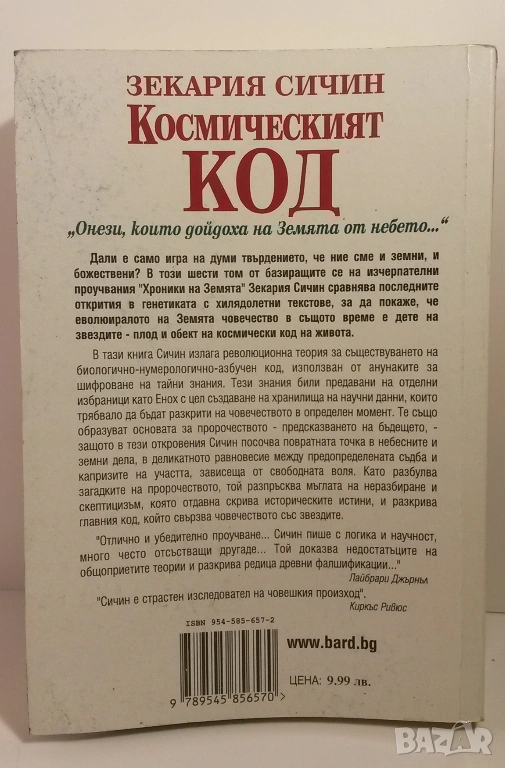 ЗЕКАРИЯ СИЧИН
КОСМИЧЕСКИЯТ
КОД
„Онези, които дойдоха на Земята от небето..."
Дали е само игра на думи твърдението, че ние сме и земни, и
божествени? В този шести том от базиращите се на изчерпателни
проучвания "Хроники на Земята" Зекария Сичин сравнява последните
открития в генетиката с хилядолетни текстове, за да покаже, че
еволюиралото на Земята човечество в същото време е дете на
звездите - плод и обект на космически код на живота.
В тази книга Сичин излага революционна теория за съществуването на
биологично-нумерологично-азбучен код, използван от анунаките за
шифроване на тайни знания. Тези знания били предавани на отделни
избраници като Енох с цел създаване на хранилища на научни данни, които
трябвало да бъдат разкрити на човечеството в определен момент. Те също
образуват основата за пророчеството - предсказването на бъдещето, -
защото в тези откровения Сичин посочва повратната точка в небесните и
земни дела, в деликатното равновесие между предопределената съдба и
капризите на участта, зависеща от свободната воля. Като разбулва
загадките на пророчеството, той разпръсква мъглата на неразбиране и
скептицизъм, която отдавна скрива историческите истини, и разкрива
главния код, който свързва човечеството със звездите.
"Отлично и убедително проучване... Сичин пише с логика и научност,
много често отсъстващи другаде... Той доказва недостатъците на
общоприетите теории и разкрива редица древни фалшификации..."
Лайбрари Джърнъл
"Сичин е страстен изследовател на човешкия произход".
Киркъс Ривюс
ISBN 954-585-657-2
www.bard.bg
ЦЕНА: 9.99 лв.
9 789545 856570 >
BAZAR